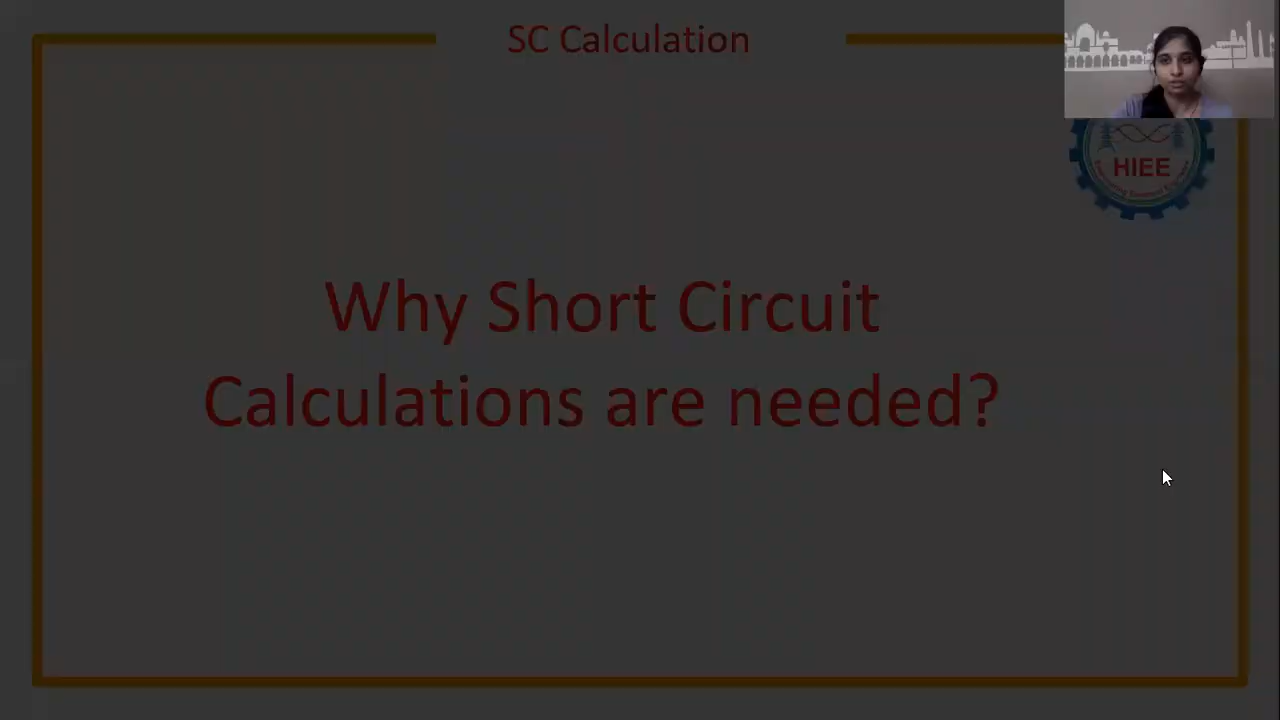 SC Calculation
HIEE
Why Short Circuit
Calculations are needed?